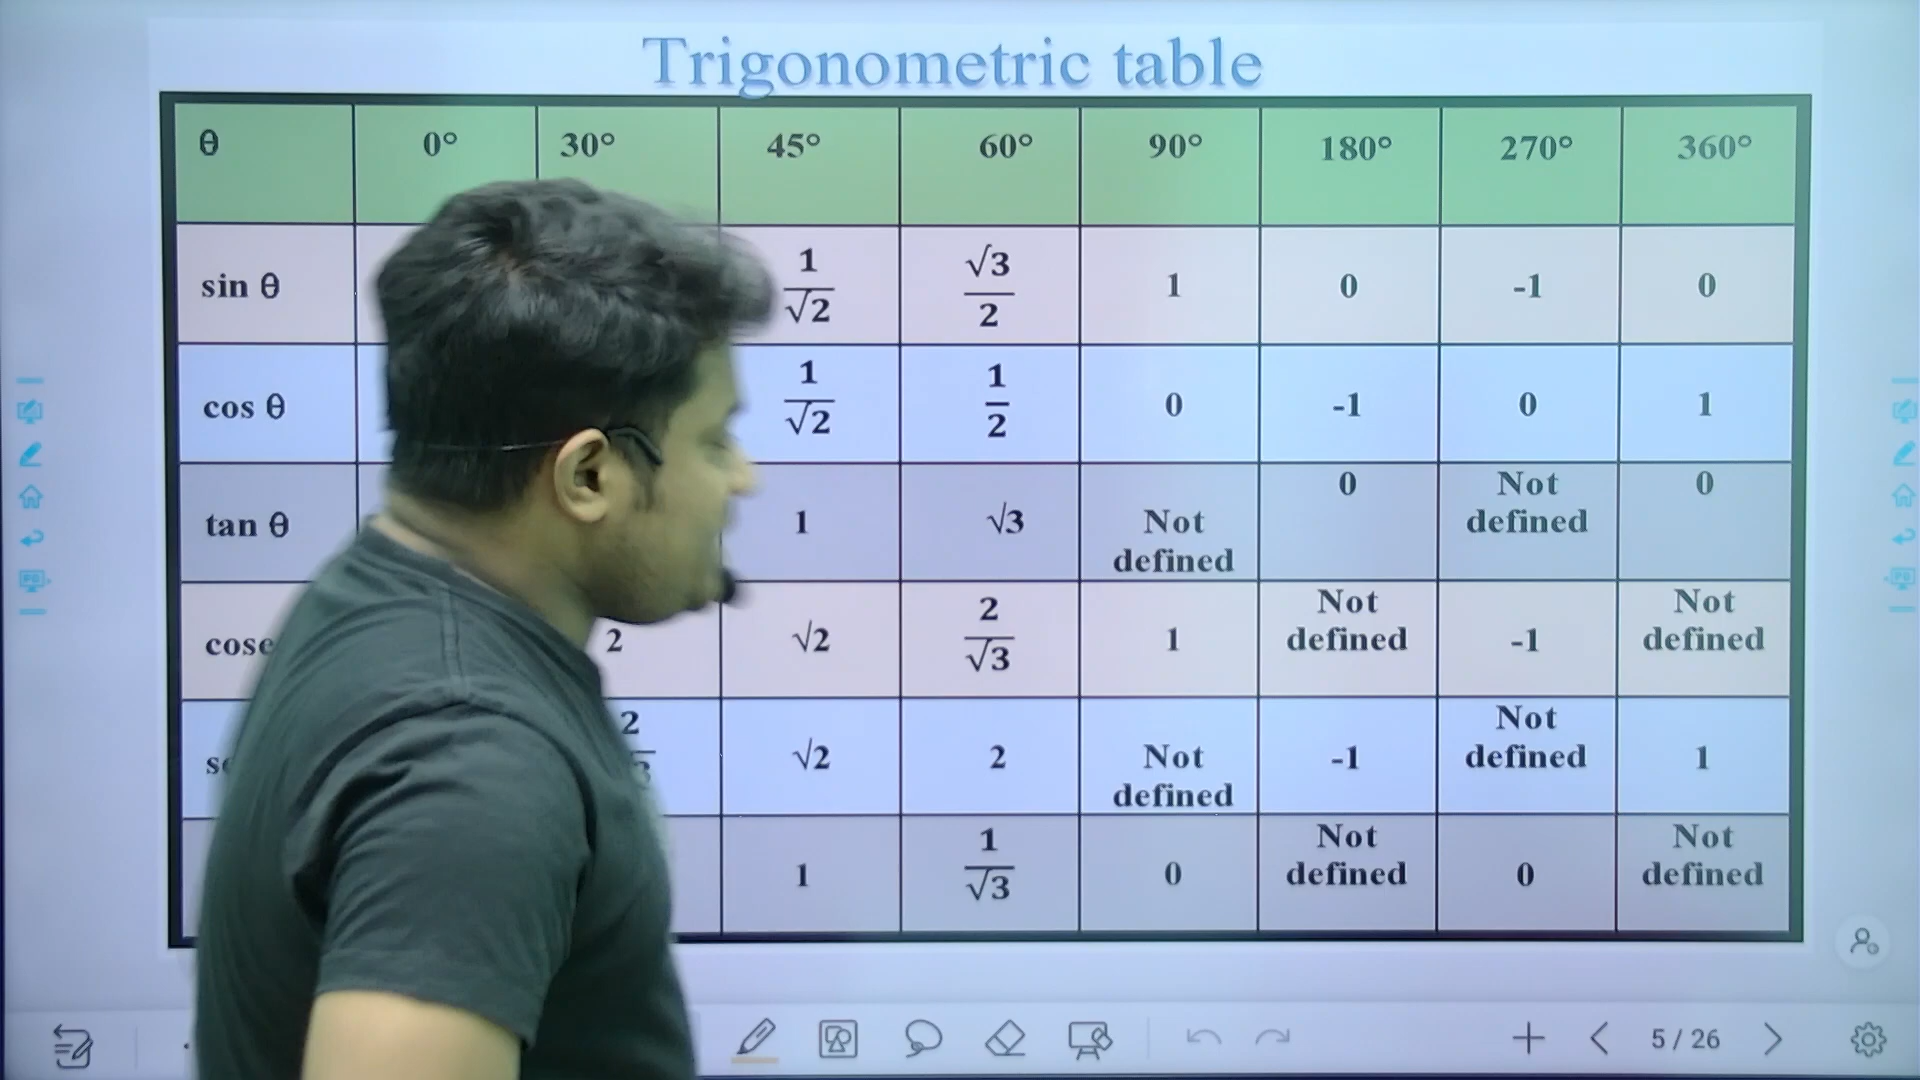 Trigonometric table
θ 0° 30° 45° 60° 90° 180° 270° 360°
sin θ 1/√2 √3/2 1 0 -1 0
cos θ 1/√2 1/2 0 -1 0 1
tan θ 1 √3 Not defined 0 Not defined 0
2 √2 2/√3 1 Not defined -1 Not defined
√2 2 Not defined -1 Not defined 1
1 1/√3 0 Not defined 0 Not defined
5 / 26